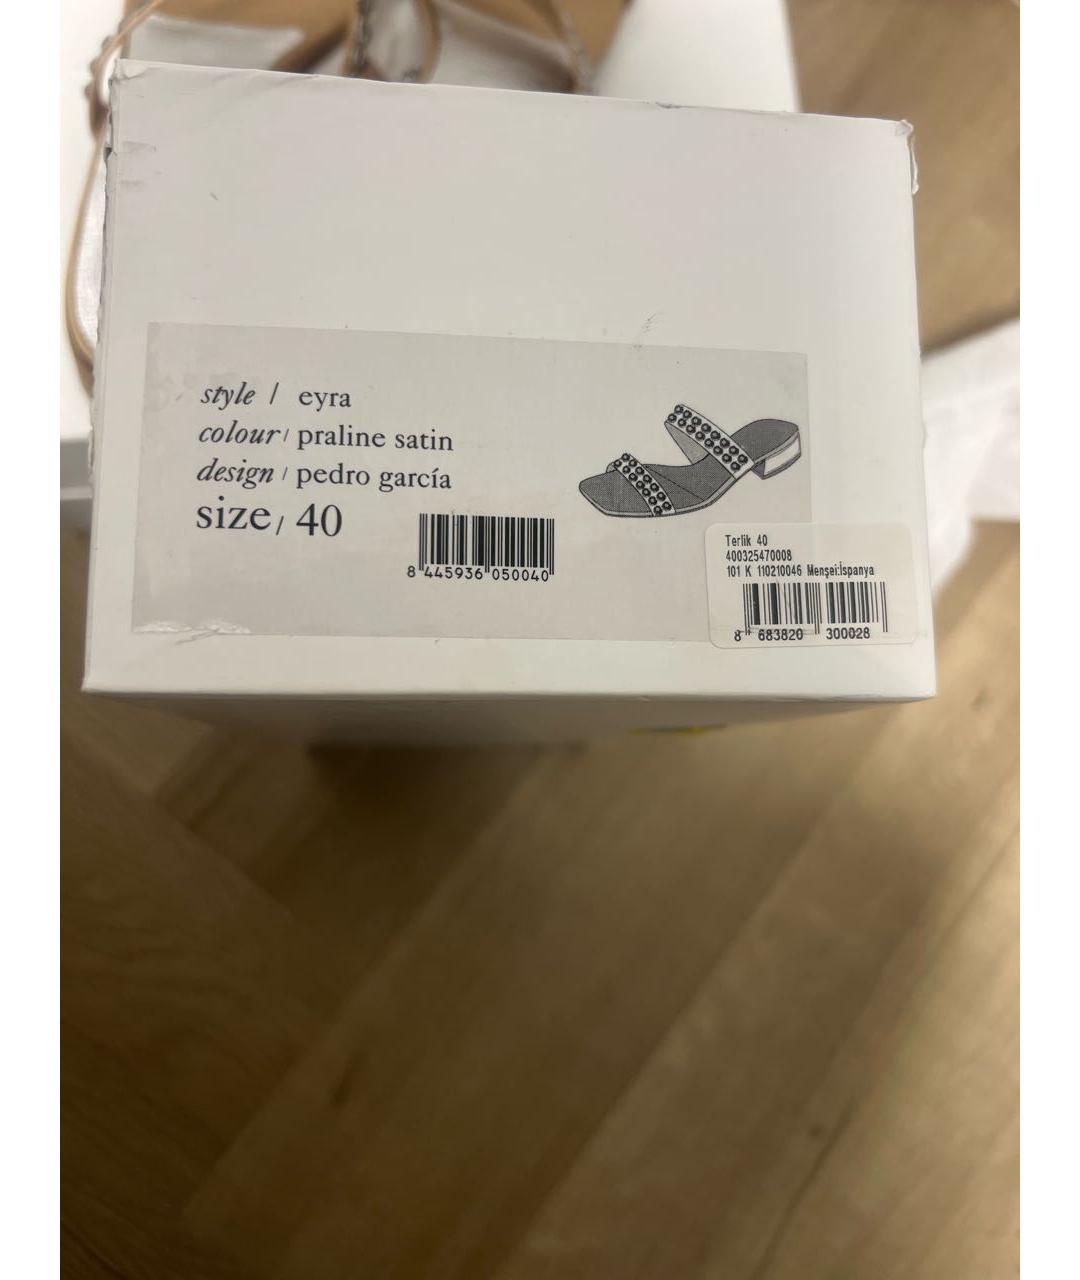 style / eyra
colour / praline satin
design / pedro garcía
size / 40
8 445936 050040
Terlik 40
400325470008
101 K 110210046 Menşei:İspanya
8 683820 300028